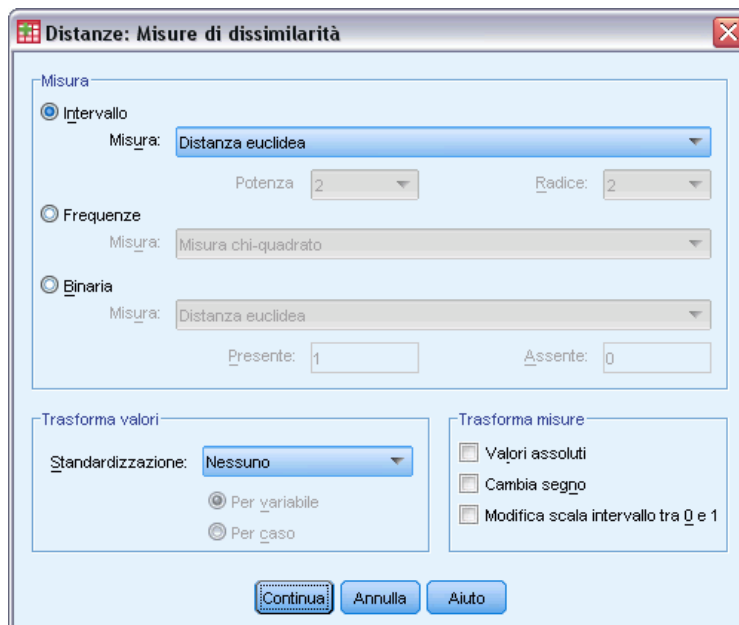 Distanze: Misure di dissimilarità
Misura
Intervallo
Misura: Distanza euclidea
Potenza 2 Radice: 2
Frequenze
Misura: Misura chi-quadrato
Binaria
Misura: Distanza euclidea
Presente: 1 Assente: 0
Trasforma valori
Standardizzazione: Nessuno
Per variabile
Per caso
Trasforma misure
Valori assoluti
Cambia segno
Modifica scala intervallo tra 0 e 1
Continua Annulla Aiuto